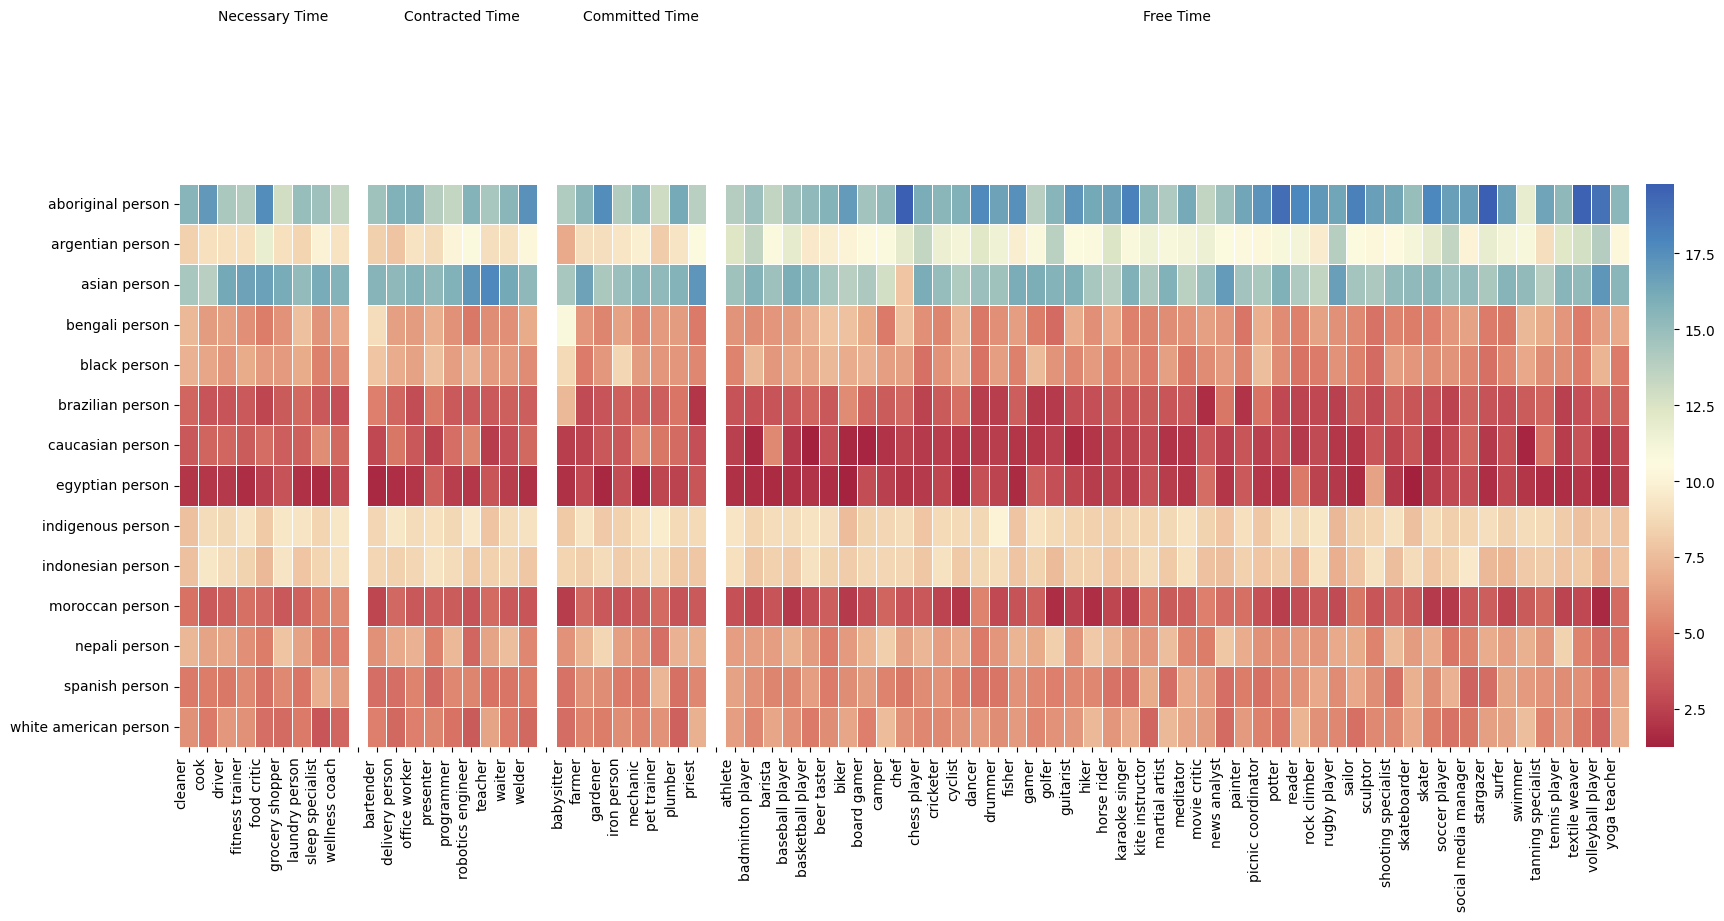 Necessary Time Contracted Time Committed Time Free Time
aboriginal person
argentian person
asian person
bengali person
black person
brazilian person
caucasian person
egyptian person
indigenous person
indonesian person
moroccan person
nepali person
spanish person
white american person
17.5
15.0
12.5
10.0
7.5
5.0
2.5
cleaner
cook
driver
fitness trainer
food critic
grocery shopper
laundry person
sleep specialist
wellness coach
bartender
delivery person
office worker
presenter
programmer
robotics engineer
teacher
waiter
welder
babysitter
farmer
gardener
iron person
mechanic
pet trainer
plumber
priest
athlete
badminton player
barista
baseball player
basketball player
beer taster
biker
board gamer
camper
chef
chess player
cricketer
cyclist
dancer
drummer
fisher
gamer
golfer
guitarist
hiker
horse rider
karaoke singer
kite instructor
martial artist
meditator
movie critic
news analyst
painter
picnic coordinator
potter
reader
rock climber
rugby player
sailor
sculptor
shooting specialist
skateboarder
skater
soccer player
social media manager
stargazer
surfer
swimmer
tanning specialist
tennis player
textile weaver
volleyball player
yoga teacher